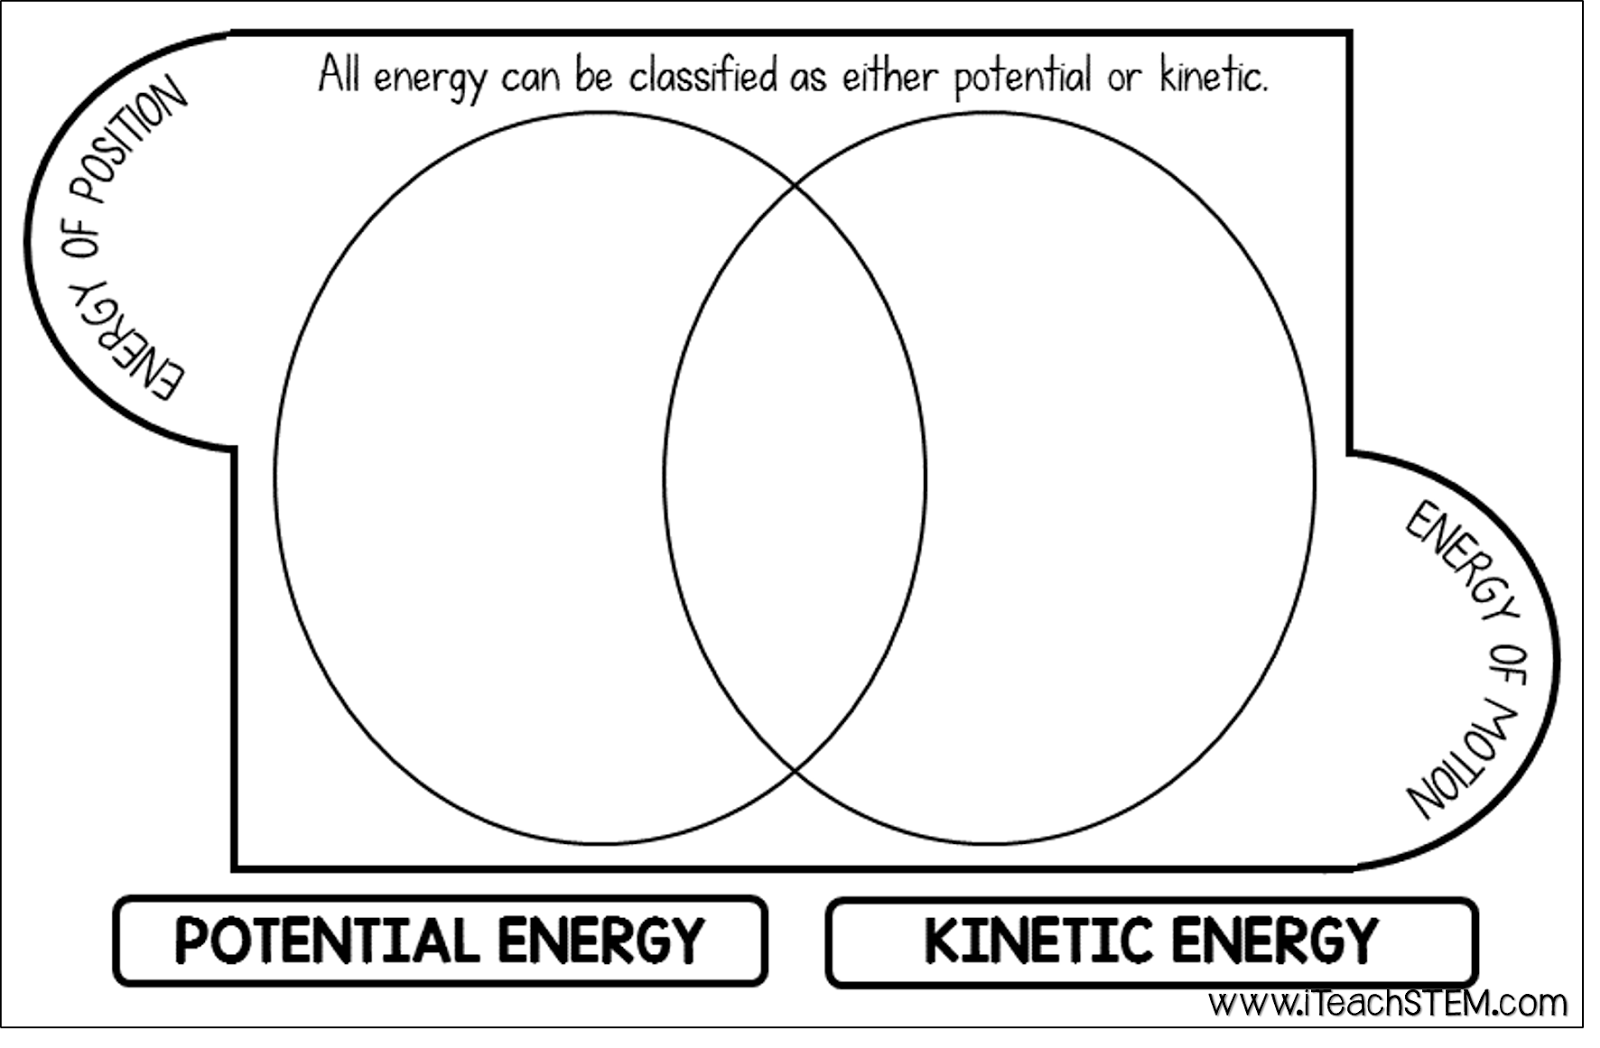 All energy can be classified as either potential or kinetic.
ENERGY OF POSITION
ENERGY OF MOTION
POTENTIAL ENERGY
KINETIC ENERGY
www.iTeachSTEM.com